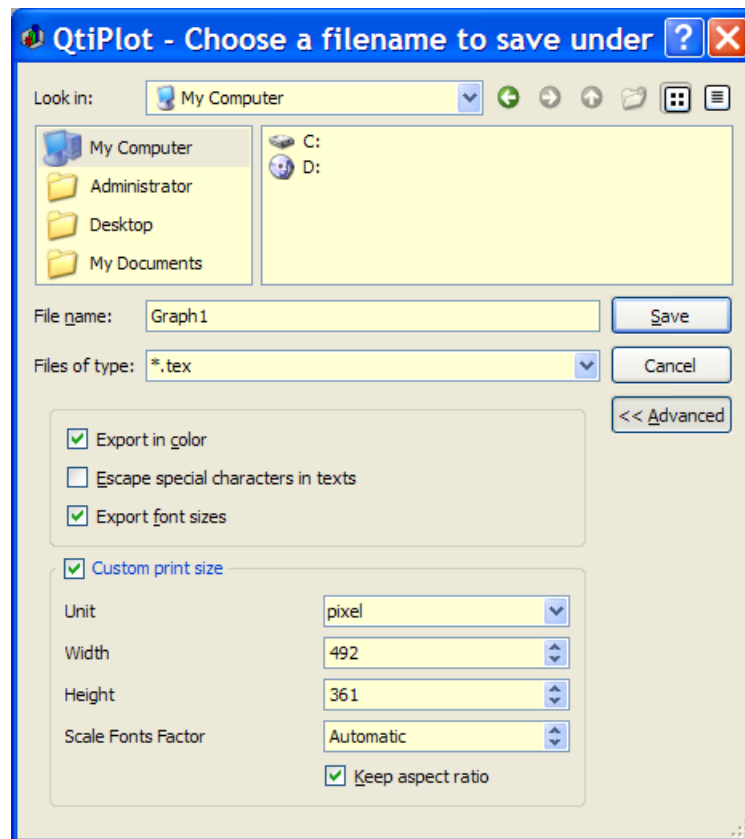 QtiPlot - Choose a filename to save under
Look in: My Computer
My Computer
Administrator
Desktop
My Documents
C:
D:
File name: Graph1 Save
Files of type: *.tex Cancel
<< Advanced
Export in color
Escape special characters in texts
Export font sizes
Custom print size
Unit pixel
Width 492
Height 361
Scale Fonts Factor Automatic
Keep aspect ratio